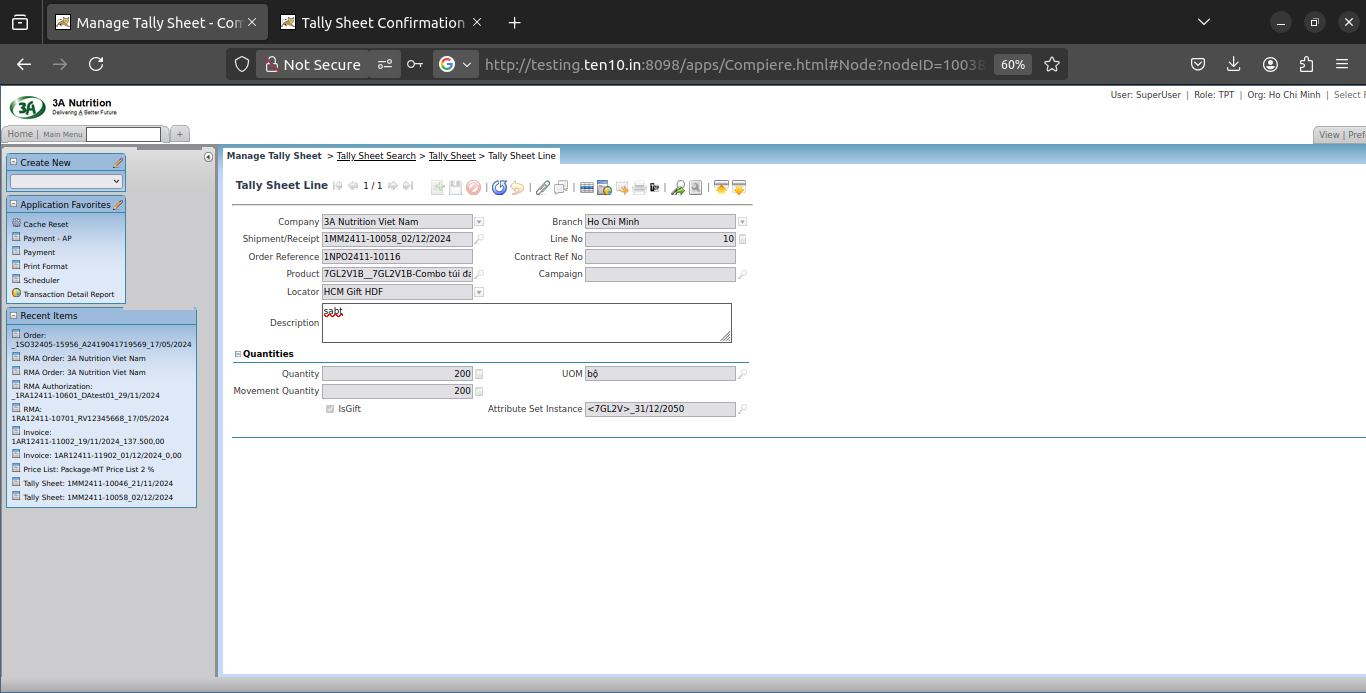 Manage Tally Sheet - Con
Tally Sheet Confirmation
Not Secure
http://testing.ten10.in:8098/apps/Compiere.html#Node?nodeID=10038
60%
3A
3A Nutrition
Delivering A Better Future
User: SuperUser | Role: TPT | Org: Ho Chi Minh | Select
Home | Main Menu
+
View | Pref
Create New
Application Favorites
Cache Reset
Payment - AP
Payment
Print Format
Scheduler
Transaction Detail Report
Recent Items
Order:
_1SO32405-15956_A2419041719569_17/05/2024
RMA Order: 3A Nutrition Viet Nam
RMA Order: 3A Nutrition Viet Nam
RMA Authorization:
_1RA12411-10601_DAtest01_29/11/2024
RMA:
1RA12411-10701_RV12345668_17/05/2024
Invoice:
1AR12411-11002_19/11/2024_137.500,00
Invoice: 1AR12411-11902_01/12/2024_0,00
Price List: Package-MT Price List 2 %
Tally Sheet: 1MM2411-10046_21/11/2024
Tally Sheet: 1MM2411-10058_02/12/2024
Manage Tally Sheet > Tally Sheet Search > Tally Sheet > Tally Sheet Line
Tally Sheet Line 1 / 1
Company 3A Nutrition Viet Nam Branch Ho Chi Minh
Shipment/Receipt 1MM2411-10058_02/12/2024 Line No 10
Order Reference 1NPO2411-10116 Contract Ref No
Product 7GL2V1B__7GL2V1B-Combo túi đa Campaign
Locator HCM Gift HDF
Description sabt
Quantities
Quantity 200 UOM bộ
Movement Quantity 200
IsGift Attribute Set Instance <7GL2V>_31/12/2050